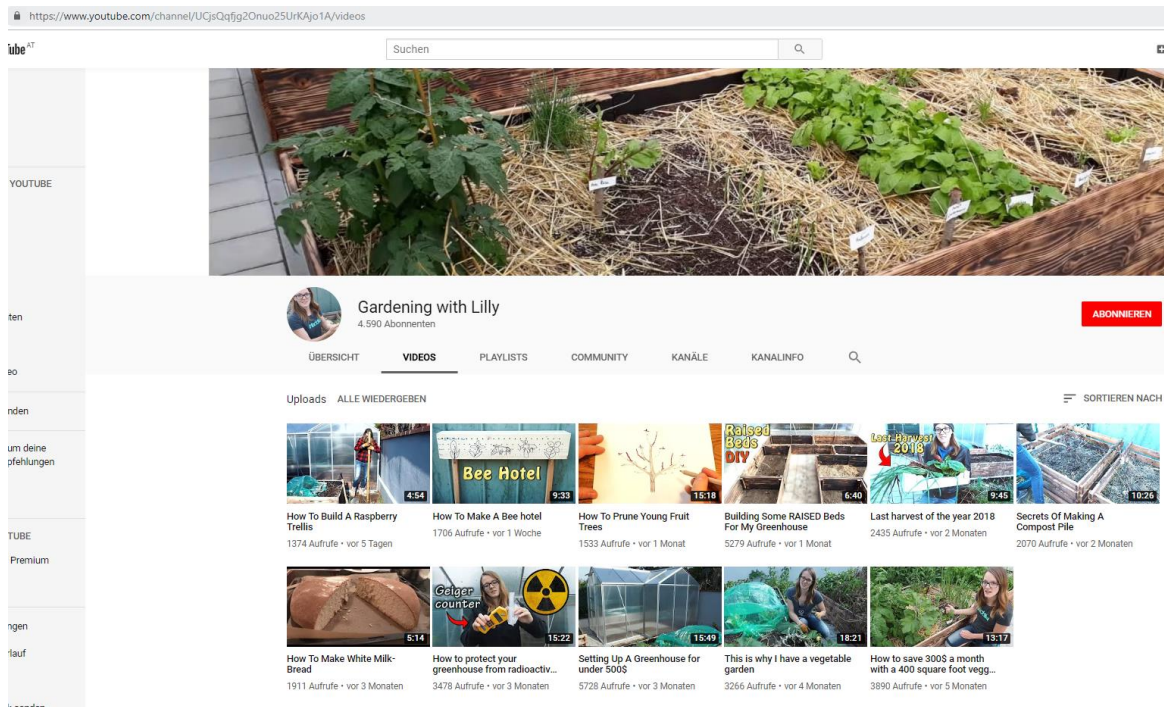 https://www.youtube.com/channel/UCjsQqfjg2Onuo25UrKAjo1A/videos
Tube AT
Suchen
YOUTUBE
ten
eo
nden
um deine
pfehlungen
TUBE
Premium
ngen
rlauf
Gardening with Lilly
4.590 Abonnenten
ABONNIEREN
ÜBERSICHT VIDEOS PLAYLISTS COMMUNITY KANÄLE KANALINFO
Uploads ALLE WIEDERGEBEN
SORTIEREN NACH
4:54
How To Build A Raspberry
Trellis
1374 Aufrufe • vor 5 Tagen
Bee Hotel
9:33
How To Make A Bee hotel
1706 Aufrufe • vor 1 Woche
15:18
How To Prune Young Fruit
Trees
1533 Aufrufe • vor 1 Monat
Raised
Beds
DIY
6:40
Building Some RAISED Beds
For My Greenhouse
5279 Aufrufe • vor 1 Monat
Last Harvest
2018
9:45
Last harvest of the year 2018
2435 Aufrufe • vor 2 Monaten
10:26
Secrets Of Making A
Compost Pile
2070 Aufrufe • vor 2 Monaten
5:14
How To Make White Milk-
Bread
1911 Aufrufe • vor 3 Monaten
Geiger
counter
15:22
How to protect your
greenhouse from radioactiv...
3478 Aufrufe • vor 3 Monaten
15:49
Setting Up A Greenhouse for
under 500$
5728 Aufrufe • vor 3 Monaten
18:21
This is why I have a vegetable
garden
3266 Aufrufe • vor 4 Monaten
13:17
How to save 300$ a month
with a 400 square foot vegg...
3890 Aufrufe • vor 5 Monaten